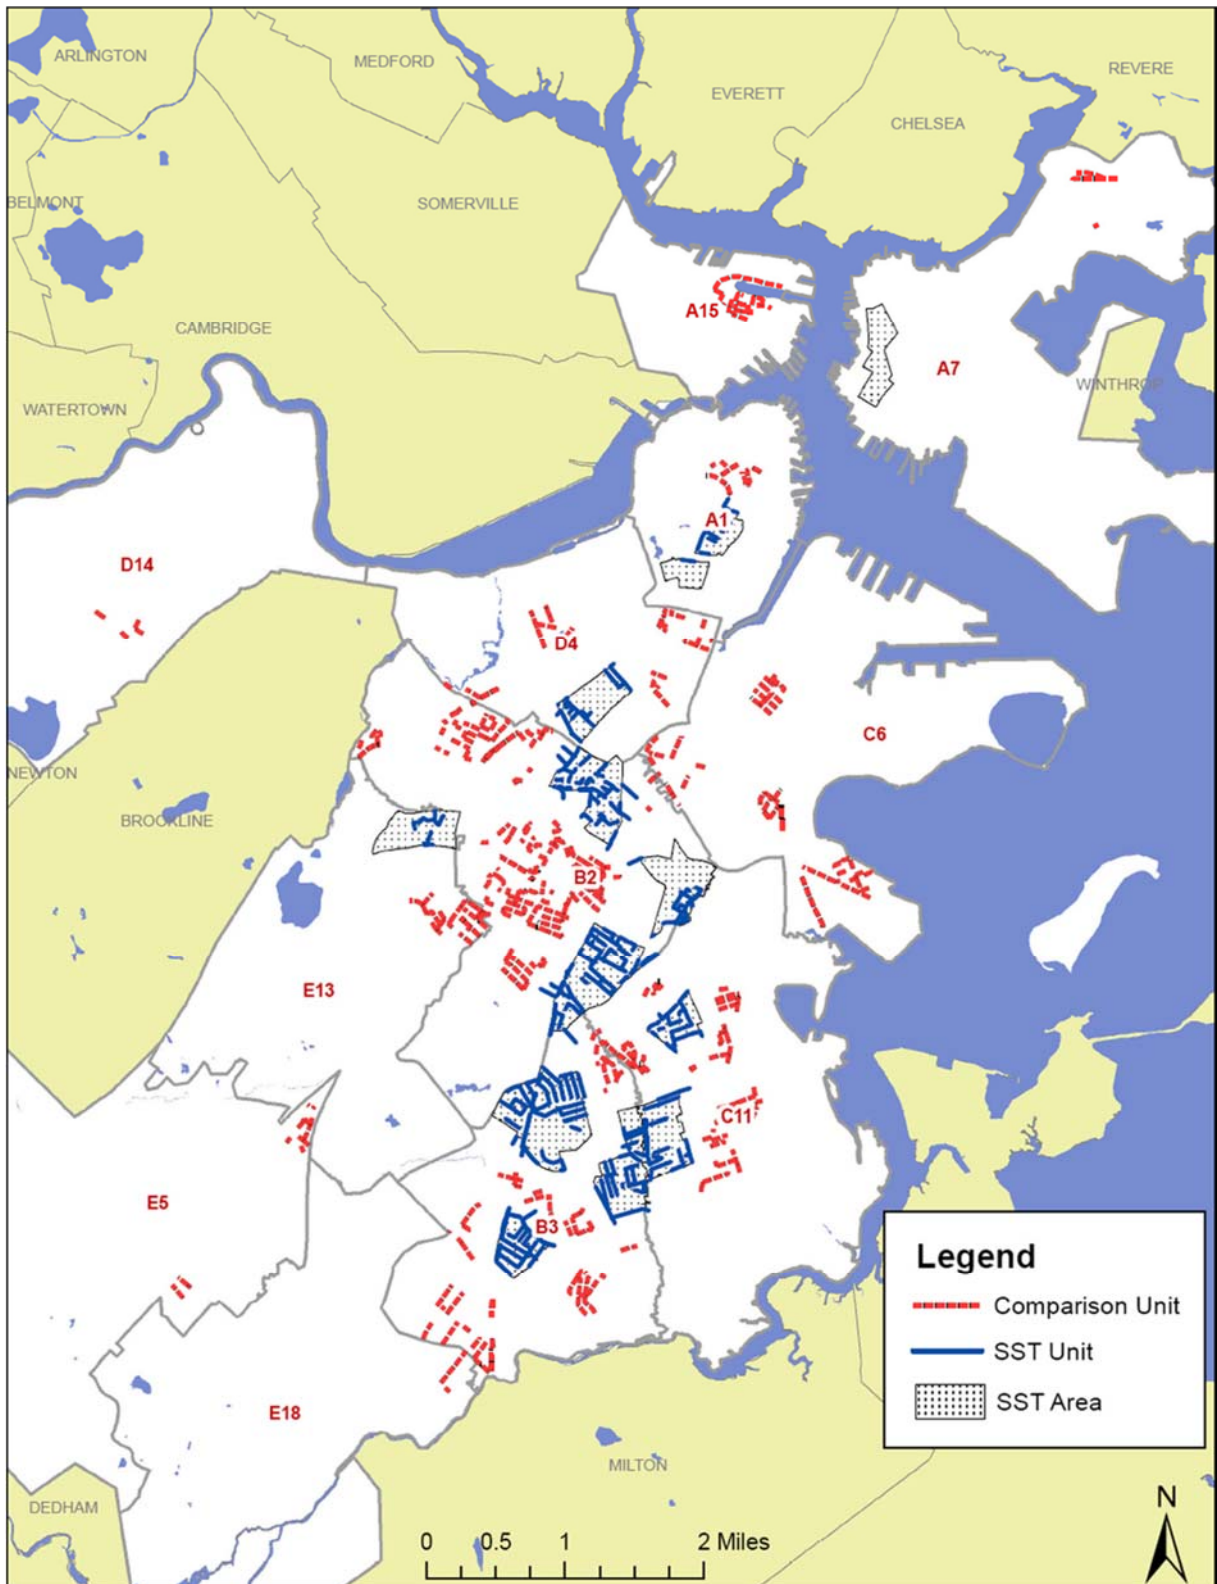 ARLINGTON
MEDFORD
REVERE
EVERETT
CHELSEA
BELMONT
SOMERVILLE
CAMBRIDGE
A15
A7
WINTHROP
WATERTOWN
A1
D14
D4
C6
NEWTON
BROOKLINE
B2
E13
C11
E5
B3
Legend
Comparison Unit
SST Unit
SST Area
E18
MILTON
DEDHAM
N
0 0.5 1 2 Miles